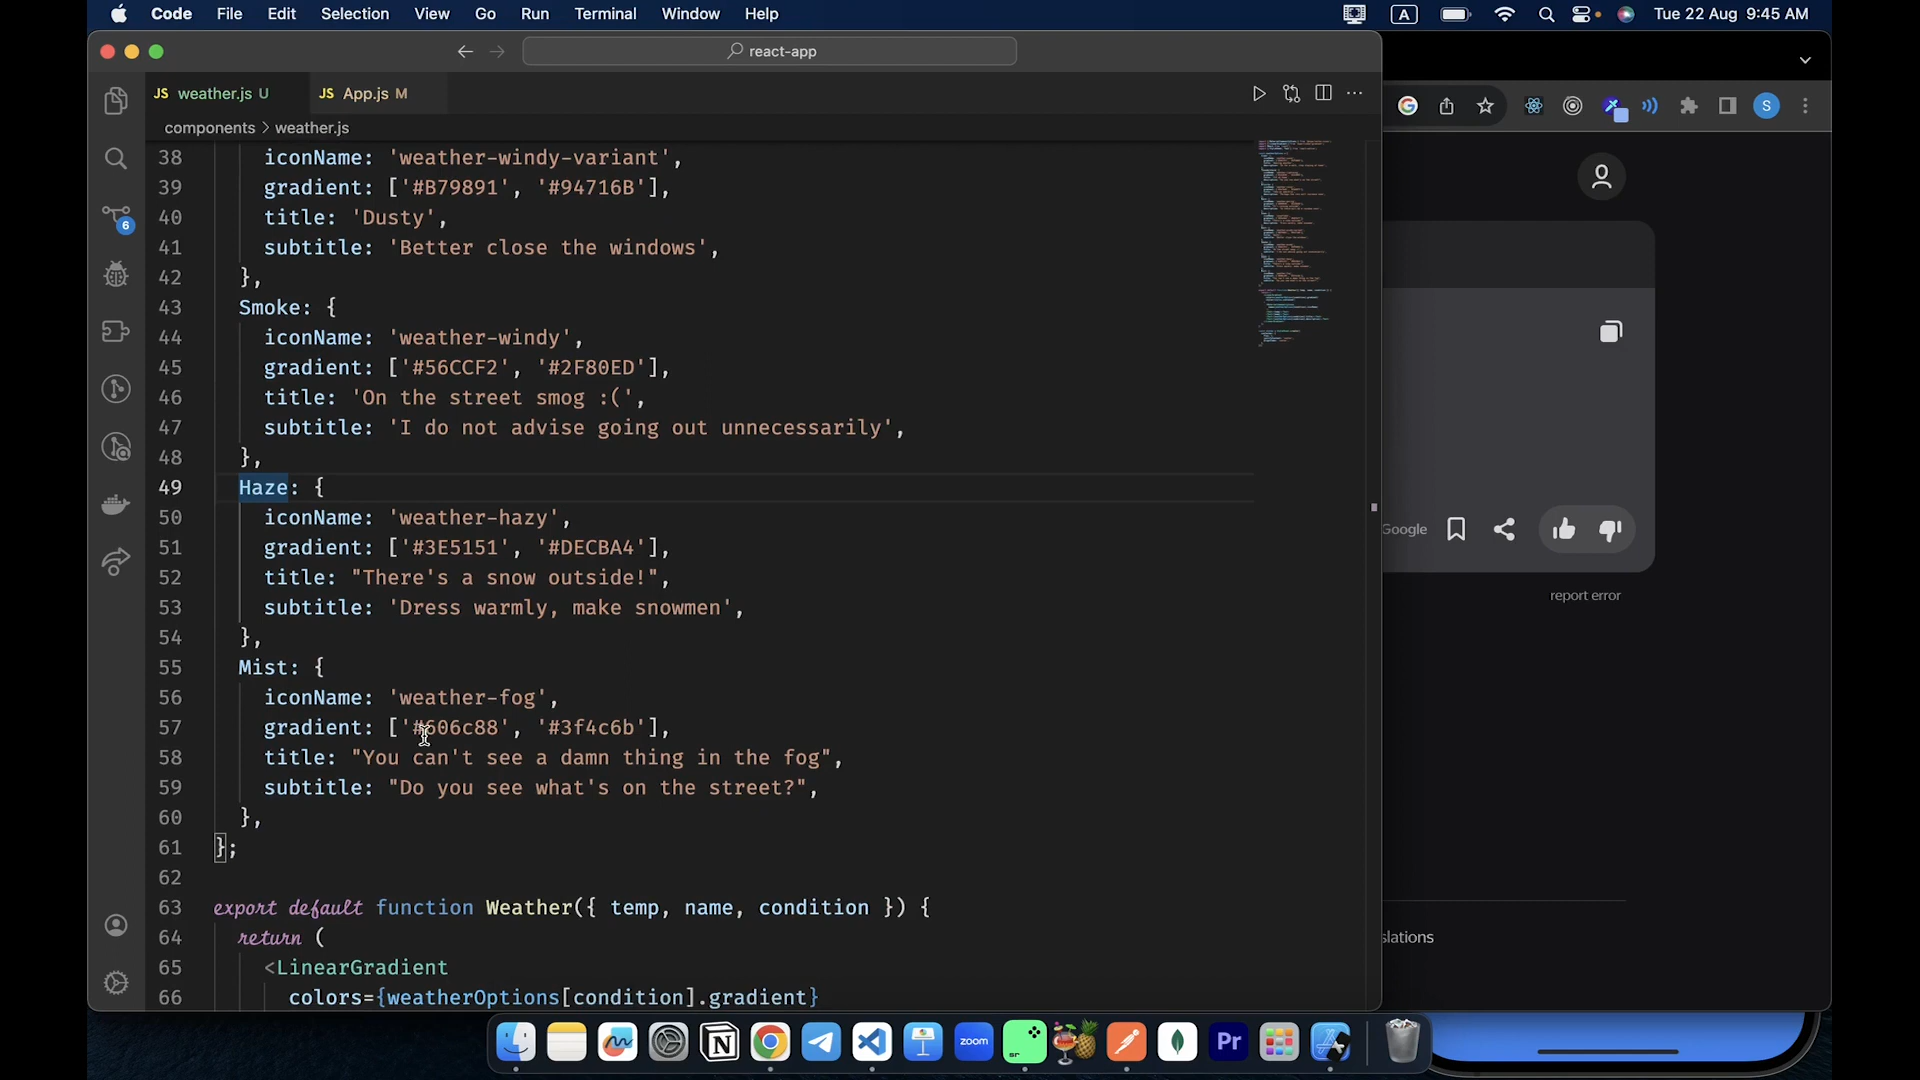 Code File Edit Selection View Go Run Terminal Window Help
A
Tue 22 Aug 9:45 AM
react-app
JS weather.js U
JS App.js M
components > weather.js
38 iconName: 'weather-windy-variant',
39 gradient: ['#B79891', '#94716B'],
40 title: 'Dusty',
41 subtitle: 'Better close the windows',
42 },
43 Smoke: {
44 iconName: 'weather-windy',
45 gradient: ['#56CCF2', '#2F80ED'],
46 title: 'On the street smog :(',
47 subtitle: 'I do not advise going out unnecessarily',
48 },
49 Haze: {
50 iconName: 'weather-hazy',
51 gradient: ['#3E5151', '#DECBA4'],
52 title: "There's a snow outside!",
53 subtitle: 'Dress warmly, make snowmen',
54 },
55 Mist: {
56 iconName: 'weather-fog',
57 gradient: ['#606c88', '#3f4c6b'],
58 title: "You can't see a damn thing in the fog",
59 subtitle: "Do you see what's on the street?",
60 },
61 };
62
63 export default function Weather({ temp, name, condition }) {
64 return (
65 <LinearGradient
66 colors={weatherOptions[condition].gradient}
6
S
Google
report error
slations
zoom
sr
Pr